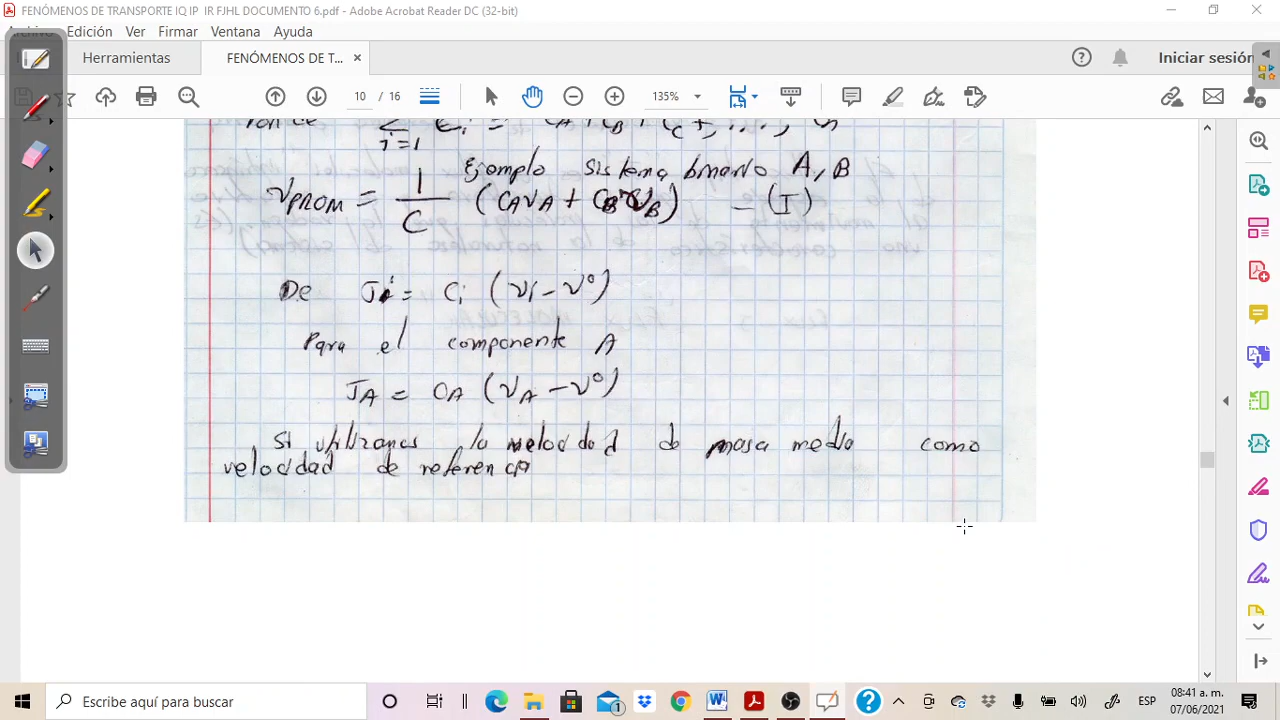 FENÓMENOS DE TRANSPORTE IQ IP IR FJHL DOCUMENTO 6.pdf - Adobe Acrobat Reader DC (32-bit)
Archivo Edición Ver Firmar Ventana Ayuda
Herramientas FENÓMENOS DE T... × Iniciar sesión
10 / 16 135%
Ejemplo sistema binario A, B
V PROM = 1/C (CAVA + CBVB) - (I)
De Ji = Ci (Vi - V°)
Para el componente A
JA = CA (VA - V°)
Si utilizamos la velocidad de masa media como
velocidad de referencia
Escribe aquí para buscar
ESP 08:41 a. m.
07/06/2021